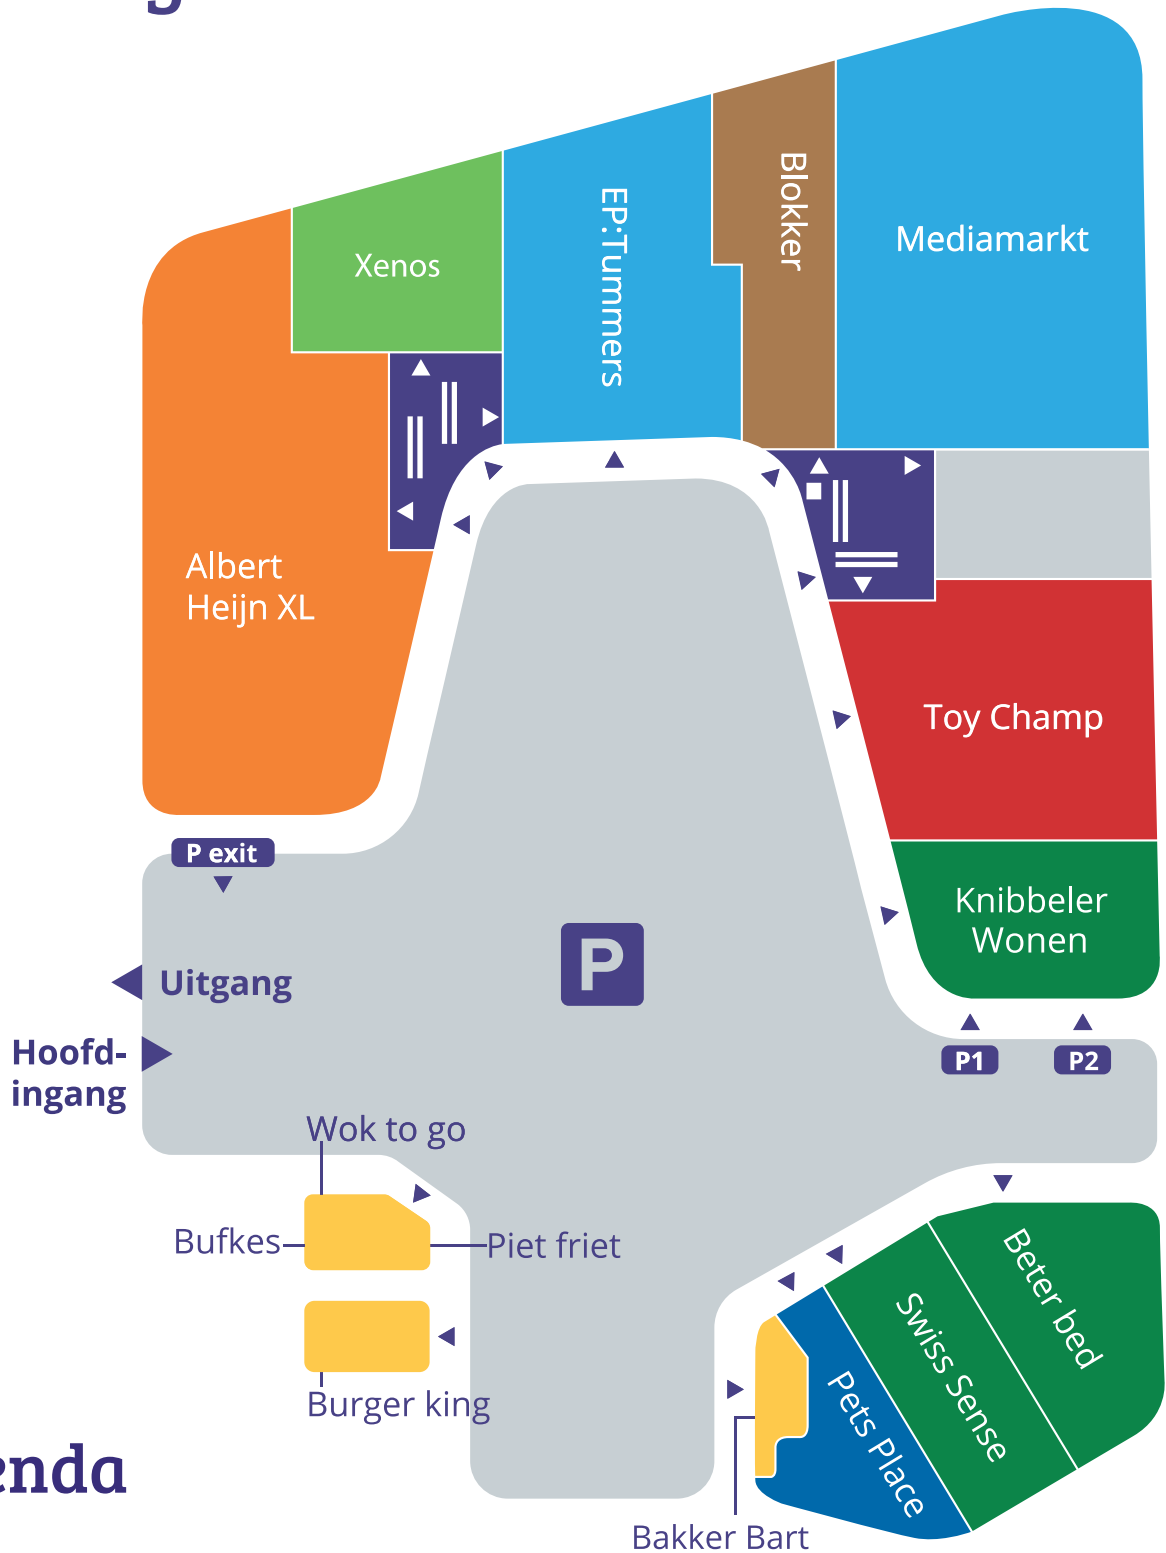 Blokker
EP:Tummers
Mediamarkt
Xenos
Albert
Heijn XL
Toy Champ
P exit
Knibbeler
Wonen
P
Uitgang
Hoofd-
ingang
P1
P2
Wok to go
Bufkes
Piet friet
Beter bed
Swiss Sense
Pets Place
Burger king
enda
Bakker Bart